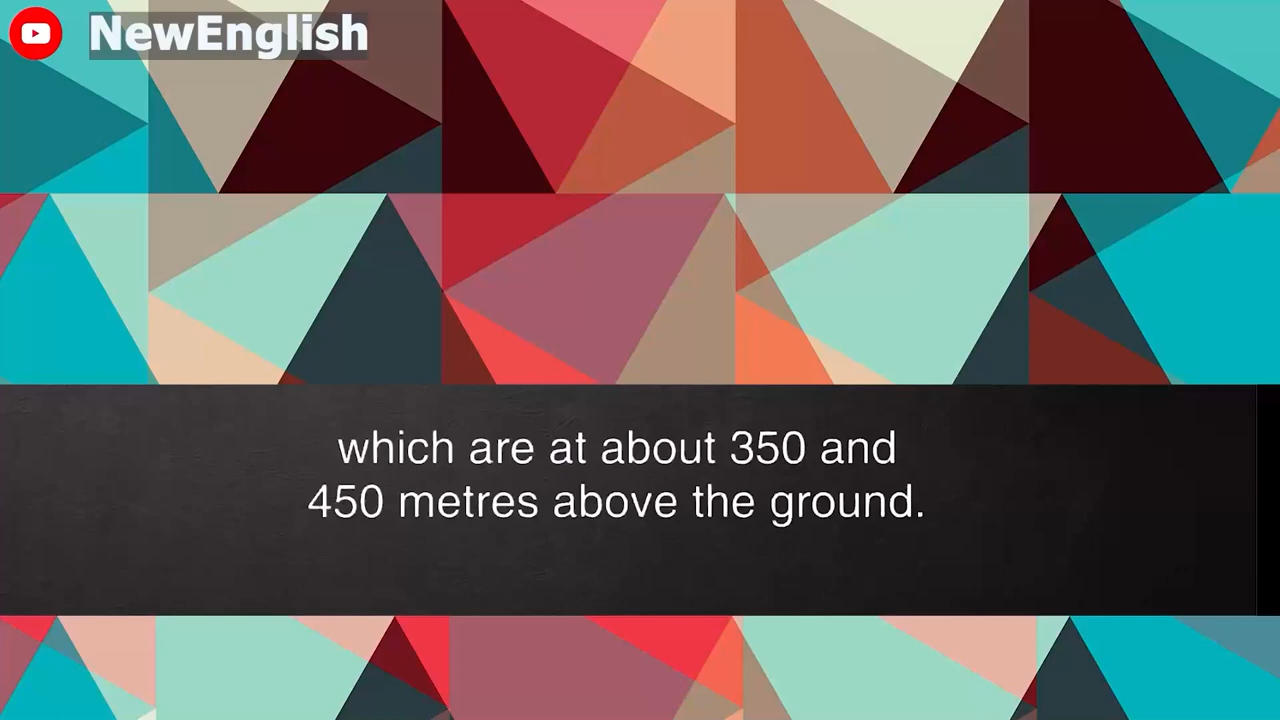 NewEnglish
which are at about 350 and
450 metres above the ground.